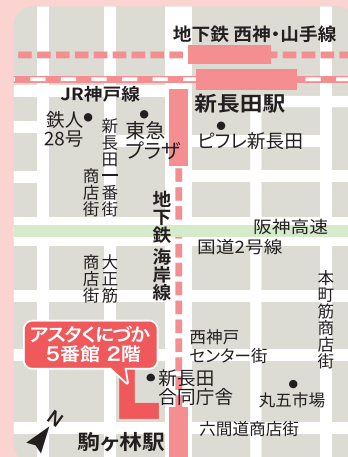 地下鉄 西神・山手線
JR神戸線
新長田駅
鉄人
28号
東急
プラザ
ピフレ新長田
新長田一番街
商店街
地下鉄 海岸線
阪神高速
国道2号線
大正筋
商店街
本町筋商店街
アスタくにづか
5番館 2階
西神戸
センター街
新長田
合同庁舎
丸五市場
六間道商店街
N
駒ヶ林駅